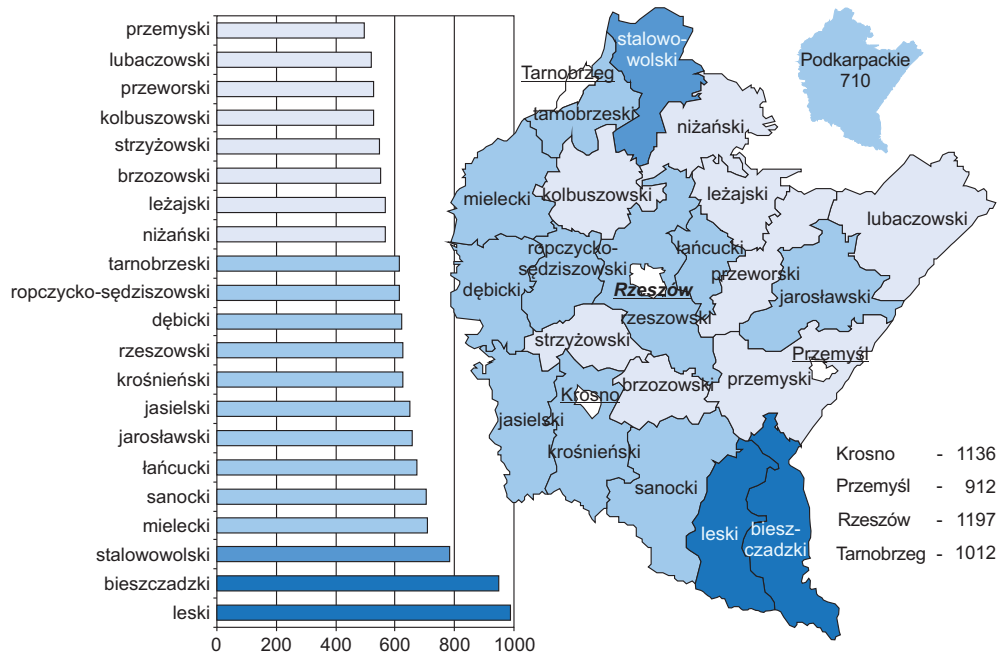 przemyski
lubaczowski
przeworski
kolbuszowski
strzyżowski
brzozowski
leżajski
niżański
tarnobrzeski
ropczycko-sędziszowski
dębicki
rzeszowski
krośnieński
jasielski
jarosławski
łańcucki
sanocki
mielecki
stalowowolski
bieszczadzki
leski
0 200 400 600 800 1000
stalowo-
wolski
Tarnobrzeg
tarnobrzeski
niżański
Podkarpackie
710
mielecki
kolbuszowski
leżajski
lubaczowski
ropczycko-
sędziszowski
łańcucki
przeworski
dębicki
Rzeszów
jarosławski
rzeszowski
strzyżowski
Przemyśl
przemyski
brzozowski
Krosno
jasielski
krośnieński
sanocki
leski
biesz-
czadzki
Krosno - 1136
Przemyśl - 912
Rzeszów - 1197
Tarnobrzeg - 1012